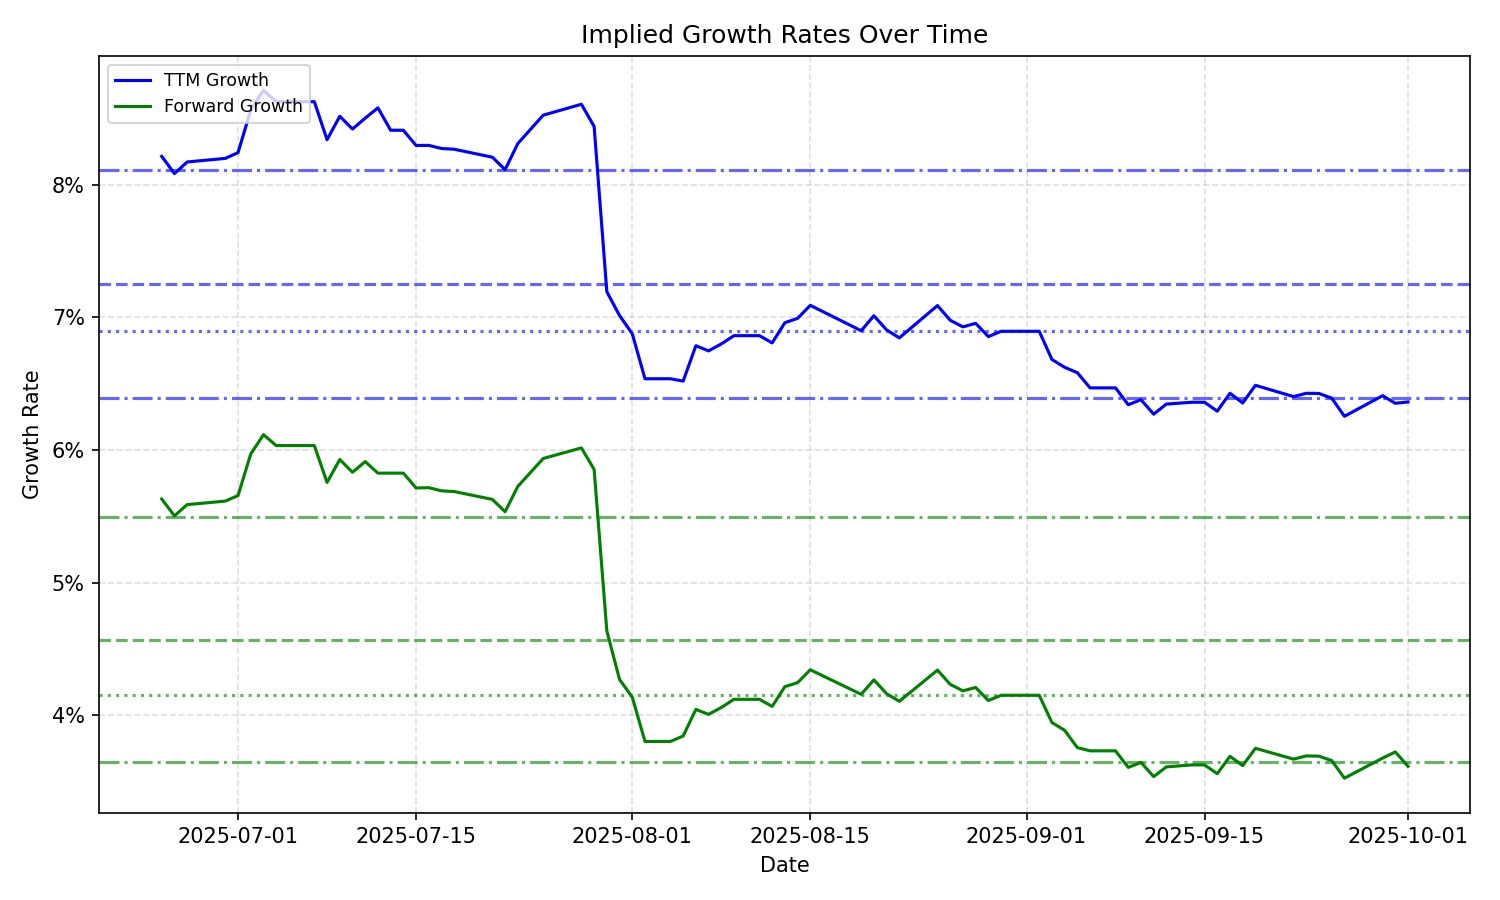 Implied Growth Rates Over Time
TTM Growth
Forward Growth
8%
7%
6%
5%
4%
Growth Rate
2025-07-01
2025-07-15
2025-08-01
2025-08-15
2025-09-01
2025-09-15
2025-10-01
Date